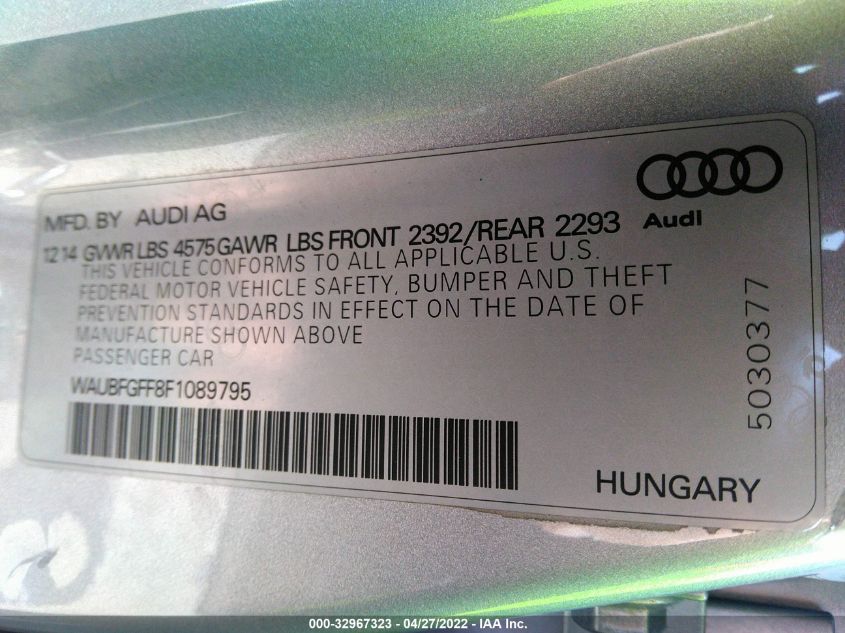 MFD. BY AUDI AG
Audi
12 14 GVWR LBS 4575 GAWR LBS FRONT 2392/REAR 2293
THIS VEHICLE CONFORMS TO ALL APPLICABLE U.S.
FEDERAL MOTOR VEHICLE SAFETY, BUMPER AND THEFT
PREVENTION STANDARDS IN EFFECT ON THE DATE OF
MANUFACTURE SHOWN ABOVE
PASSENGER CAR
WAUBFGFF8F1089795
5030377
HUNGARY
000-32967323 - 04/27/2022 - IAA Inc.